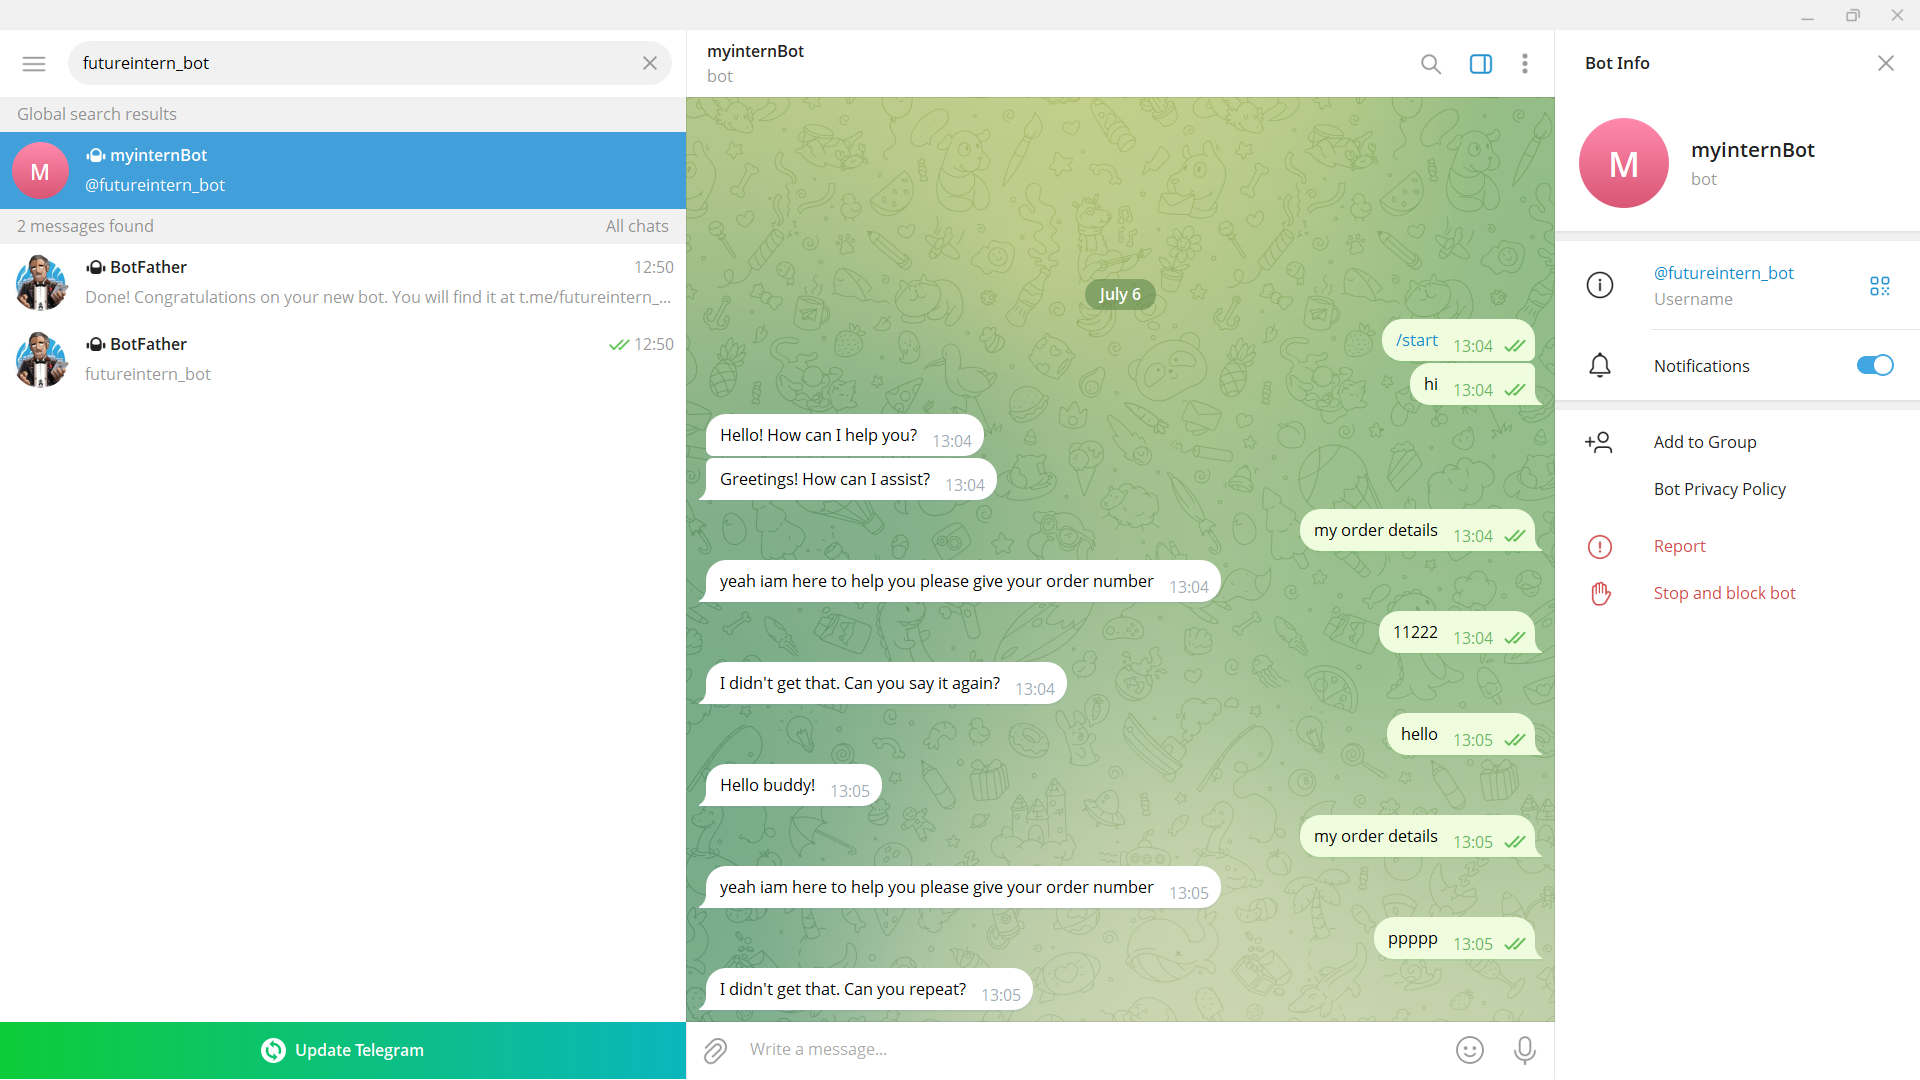 futureintern_bot
Global search results
M
myinternBot
@futureintern_bot
2 messages found
All chats
BotFather
12:50
Done! Congratulations on your new bot. You will find it at t.me/futureintern_...
BotFather
12:50
futureintern_bot
Update Telegram
myinternBot
bot
July 6
/start 13:04
hi 13:04
Hello! How can I help you? 13:04
Greetings! How can I assist? 13:04
my order details 13:04
yeah iam here to help you please give your order number 13:04
11222 13:04
I didn't get that. Can you say it again? 13:04
hello 13:05
Hello buddy! 13:05
my order details 13:05
yeah iam here to help you please give your order number 13:05
ppppp 13:05
I didn't get that. Can you repeat? 13:05
Write a message...
Bot Info
M
myinternBot
bot
@futureintern_bot
Username
Notifications
Add to Group
Bot Privacy Policy
Report
Stop and block bot